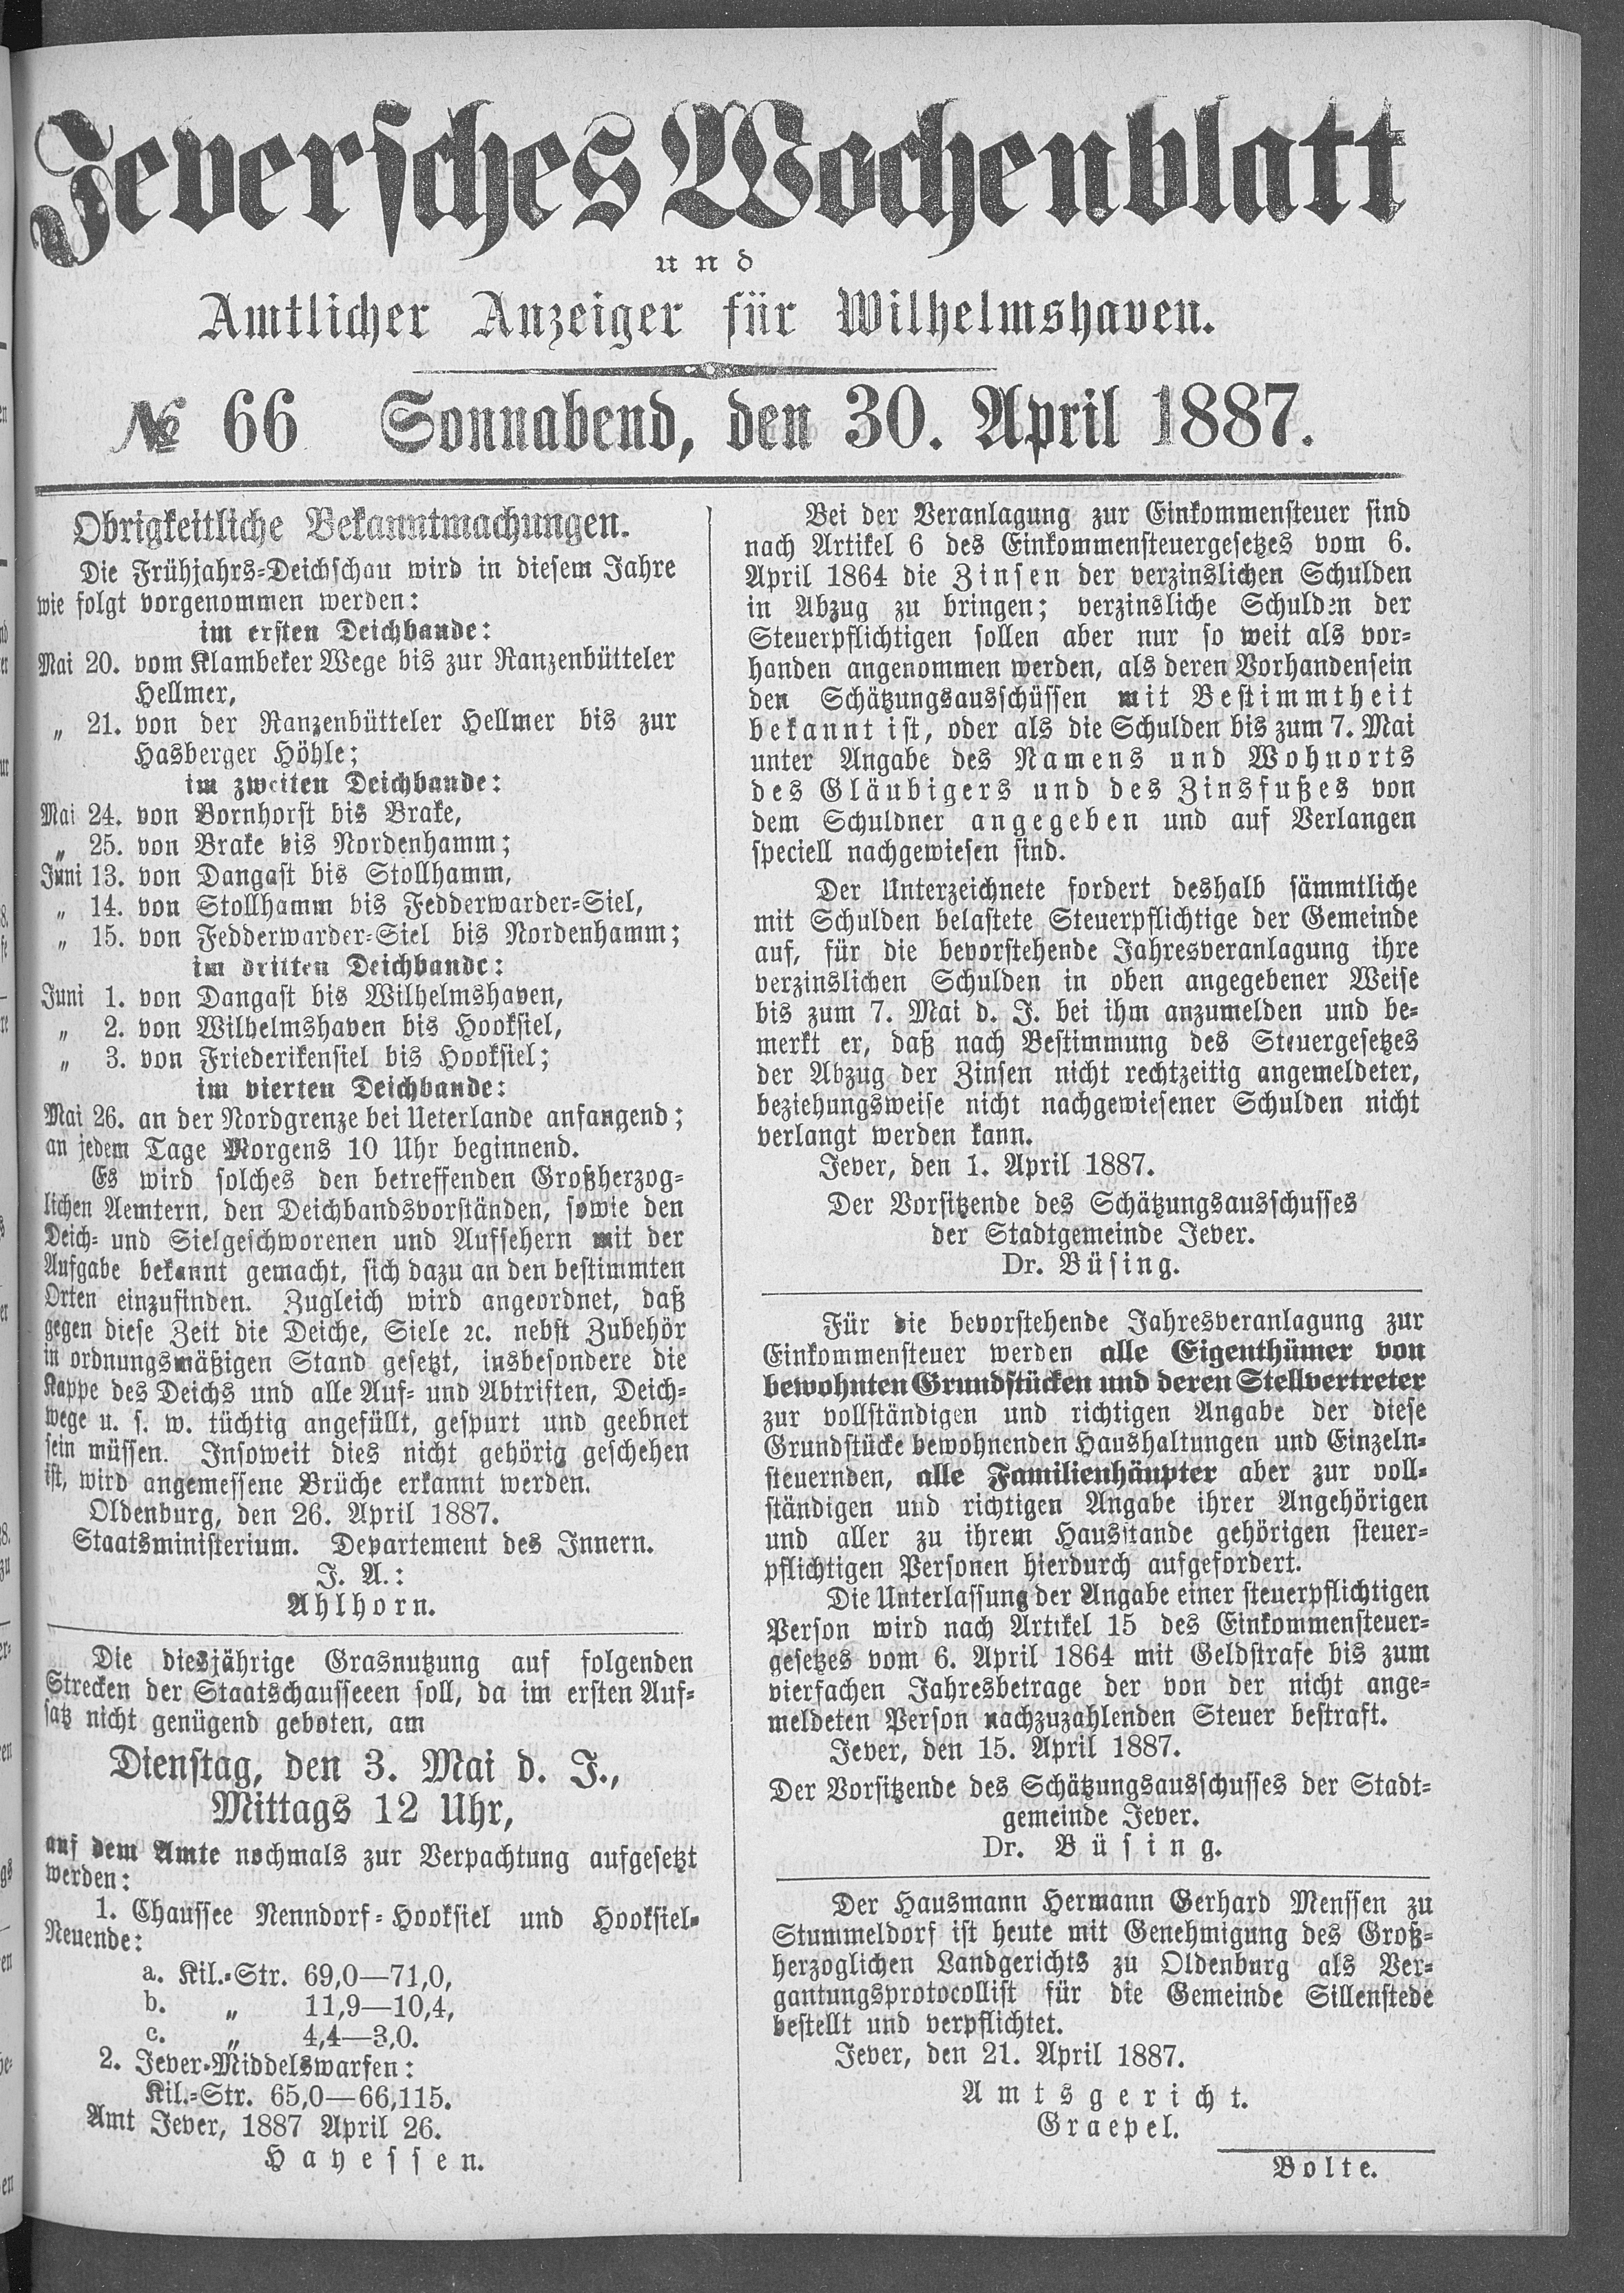 Jeversches Wochenblatt
und
Amtlicher Anzeiger für Wilhelmshaven.
№ 66 Sonnabend, den 30. April 1887.
Obrigkeitliche Bekanntmachungen.
Die Frühjahrs-Deichschau wird in diesem Jahre
wie folgt vorgenommen werden:
im ersten Deichbande:
Mai 20. vom Klambeker Wege bis zur Ranzenbütteler
Hellmer,
„ 21. von der Ranzenbütteler Hellmer bis zur
Hasberger Höhle;
im zweiten Deichbande:
Mai 24. von Bornhorst bis Brake,
„ 25. von Brake bis Nordenhamm;
Juni 13. von Dangast bis Stollhamm,
„ 14. von Stollhamm bis Fedderwarder-Siel,
„ 15. von Fedderwarder-Siel bis Nordenhamm;
im dritten Deichbande:
Juni 1. von Dangast bis Wilhelmshaven,
„ 2. von Wilhelmshaven bis Hooksiel,
„ 3. von Friederikensiel bis Hooksiel;
im vierten Deichbande:
Mai 26. an der Nordgrenze bei Ueterlande anfangend;
an jedem Tage Morgens 10 Uhr beginnend.
Es wird solches den betreffenden Großherzog-
lichen Aemtern, den Deichbandsvorständen, sowie den
Deich- und Sielgeschworenen und Aufsehern mit der
Aufgabe bekannt gemacht, sich dazu an den bestimmten
Orten einzufinden. Zugleich wird angeordnet, daß
gegen diese Zeit die Deiche, Siele ꝛc. nebst Zubehör
in ordnungsmäßigen Stand gesetzt, insbesondere die
Kappe des Deichs und alle Auf- und Abtriften, Deich-
wege u. s. w. tüchtig angefüllt, gespurt und geebnet
sein müssen. Insoweit dies nicht gehörig geschehen
ist, wird angemessene Brüche erkannt werden.
Oldenburg, den 26. April 1887.
Staatsministerium. Departement des Innern.
J. A.:
Ahlhorn.
Die diesjährige Grasnutzung auf folgenden
Strecken der Staatschausseeen soll, da im ersten Auf-
satz nicht genügend geboten, am
Dienstag, den 3. Mai d. J.,
Mittags 12 Uhr,
auf dem Amte nochmals zur Verpachtung aufgesetzt
werden:
1. Chaussee Nenndorf-Hooksiel und Hooksiel-
Neuende:
a. Kil.-Str. 69,0—71,0,
b. „ 11,9—10,4,
c. „ 4,4—3,0.
2. Jever-Middelswarfen:
Kil.-Str. 65,0—66,115.
Amt Jever, 1887 April 26.
Hayessen.
Bei der Veranlagung zur Einkommensteuer sind
nach Artikel 6 des Einkommensteuergesetzes vom 6.
April 1864 die Zinsen der verzinslichen Schulden
in Abzug zu bringen; verzinsliche Schulden der
Steuerpflichtigen sollen aber nur so weit als vor-
handen angenommen werden, als deren Vorhandensein
den Schätzungsausschüssen mit Bestimmtheit
bekannt ist, oder als die Schulden bis zum 7. Mai
unter Angabe des Namens und Wohnorts
des Gläubigers und des Zinsfußes von
dem Schuldner angegeben und auf Verlangen
speciell nachgewiesen sind.
Der Unterzeichnete fordert deshalb sämmtliche
mit Schulden belastete Steuerpflichtige der Gemeinde
auf, für die bevorstehende Jahresveranlagung ihre
verzinslichen Schulden in oben angegebener Weise
bis zum 7. Mai d. J. bei ihm anzumelden und be-
merkt er, daß nach Bestimmung des Steuergesetzes
der Abzug der Zinsen nicht rechtzeitig angemeldeter,
beziehungsweise nicht nachgewiesener Schulden nicht
verlangt werden kann.
Jever, den 1. April 1887.
Der Vorsitzende des Schätzungsausschusses
der Stadtgemeinde Jever.
Dr. Büsing.
Für die bevorstehende Jahresveranlagung zur
Einkommensteuer werden alle Eigenthümer von
bewohnten Grundstücken und deren Stellvertreter
zur vollständigen und richtigen Angabe der diese
Grundstücke bewohnenden Haushaltungen und Einzeln-
steuernden, alle Familienhäupter aber zur voll-
ständigen und richtigen Angabe ihrer Angehörigen
und aller zu ihrem Hausstande gehörigen steuer-
pflichtigen Personen hierdurch aufgefordert.
Die Unterlassung der Angabe einer steuerpflichtigen
Person wird nach Artikel 15 des Einkommensteuer-
gesetzes vom 6. April 1864 mit Geldstrafe bis zum
vierfachen Jahresbetrage der von der nicht ange-
meldeten Person nachzuzahlenden Steuer bestraft.
Jever, den 15. April 1887.
Der Vorsitzende des Schätzungsausschusses der Stadt-
gemeinde Jever.
Dr. Büsing.
Der Hausmann Hermann Gerhard Menssen zu
Stummeldorf ist heute mit Genehmigung des Groß-
herzoglichen Landgerichts zu Oldenburg als Ver-
gantungsprotocollist für die Gemeinde Sillenstede
bestellt und verpflichtet.
Jever, den 21. April 1887.
Amtsgericht.
Graepel.
Bolte.